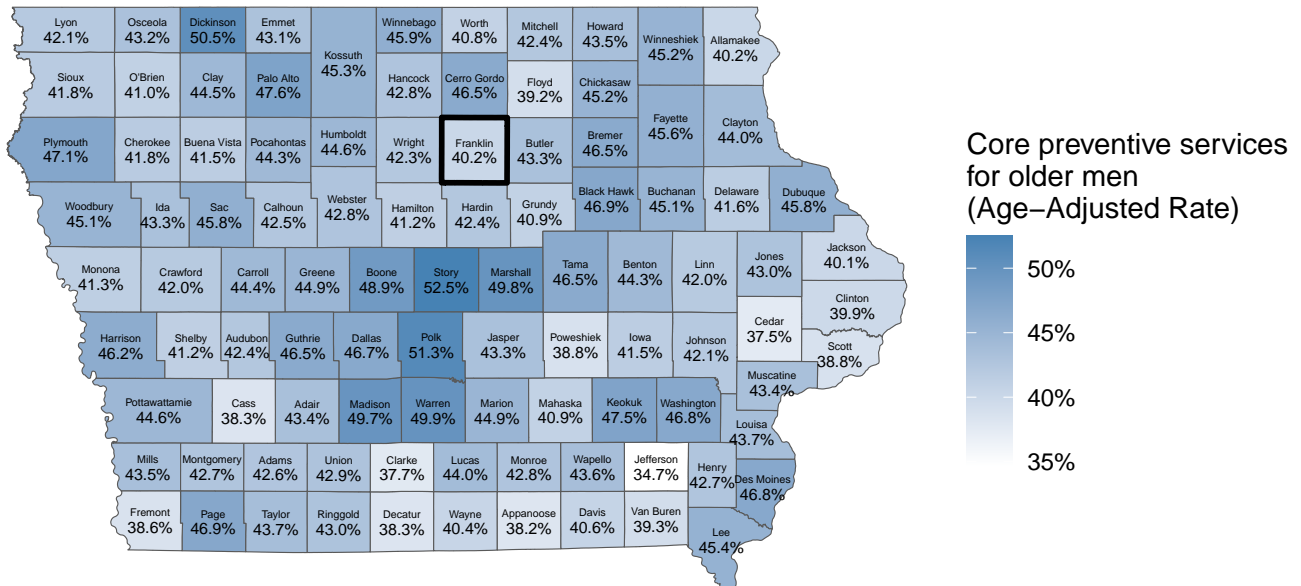 Lyon
42.1%
Osceola
43.2%
Dickinson
50.5%
Emmet
43.1%
Kossuth
45.3%
Winnebago
45.9%
Worth
40.8%
Mitchell
42.4%
Howard
43.5%
Winneshiek
45.2%
Allamakee
40.2%
Sioux
41.8%
O'Brien
41.0%
Clay
44.5%
Palo Alto
47.6%
Hancock
42.8%
Cerro Gordo
46.5%
Floyd
39.2%
Chickasaw
45.2%
Fayette
45.6%
Clayton
44.0%
Plymouth
47.1%
Cherokee
41.8%
Buena Vista
41.5%
Pocahontas
44.3%
Humboldt
44.6%
Wright
42.3%
Franklin
40.2%
Butler
43.3%
Bremer
46.5%
Woodbury
45.1%
Ida
43.3%
Sac
45.8%
Calhoun
42.5%
Webster
42.8%
Hamilton
41.2%
Hardin
42.4%
Grundy
40.9%
Black Hawk
46.9%
Buchanan
45.1%
Delaware
41.6%
Dubuque
45.8%
Monona
41.3%
Crawford
42.0%
Carroll
44.4%
Greene
44.9%
Boone
48.9%
Story
52.5%
Marshall
49.8%
Tama
46.5%
Benton
44.3%
Linn
42.0%
Jones
43.0%
Jackson
40.1%
Clinton
39.9%
Cedar
37.5%
Scott
38.8%
Harrison
46.2%
Shelby
41.2%
Audubon
42.4%
Guthrie
46.5%
Dallas
46.7%
Polk
51.3%
Jasper
43.3%
Poweshiek
38.8%
Iowa
41.5%
Johnson
42.1%
Muscatine
43.4%
Pottawattamie
44.6%
Cass
38.3%
Adair
43.4%
Madison
49.7%
Warren
49.9%
Marion
44.9%
Mahaska
40.9%
Keokuk
47.5%
Washington
46.8%
Louisa
43.7%
Mills
43.5%
Montgomery
42.7%
Adams
42.6%
Union
42.9%
Clarke
37.7%
Lucas
44.0%
Monroe
42.8%
Wapello
43.6%
Jefferson
34.7%
Henry
42.7%
Des Moines
46.8%
Fremont
38.6%
Page
46.9%
Taylor
43.7%
Ringgold
43.0%
Decatur
38.3%
Wayne
40.4%
Appanoose
38.2%
Davis
40.6%
Van Buren
39.3%
Lee
45.4%
Core preventive services
for older men
(Age−Adjusted Rate)
50%
45%
40%
35%